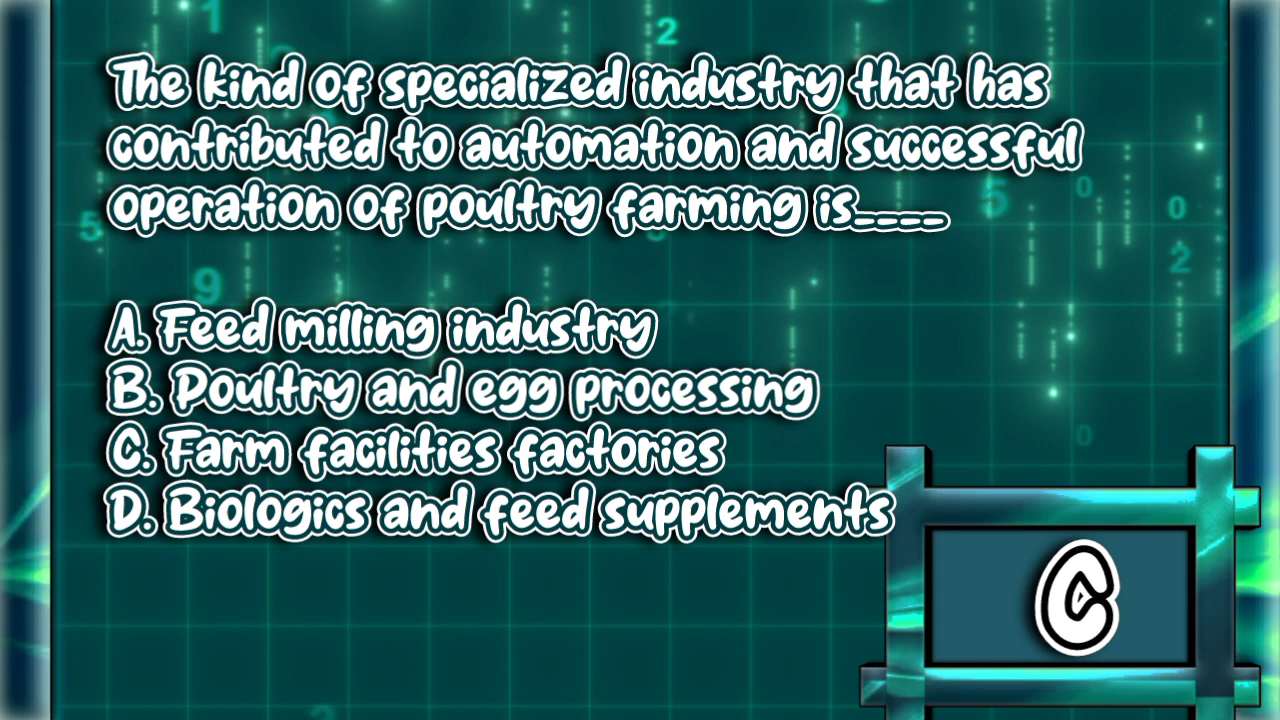 The kind of specialized industry that has
contributed to automation and successful
operation of poultry farming is____
A. Feed milling industry
B. Poultry and egg processing
C. Farm facilities factories
D. Biologics and feed supplements
C